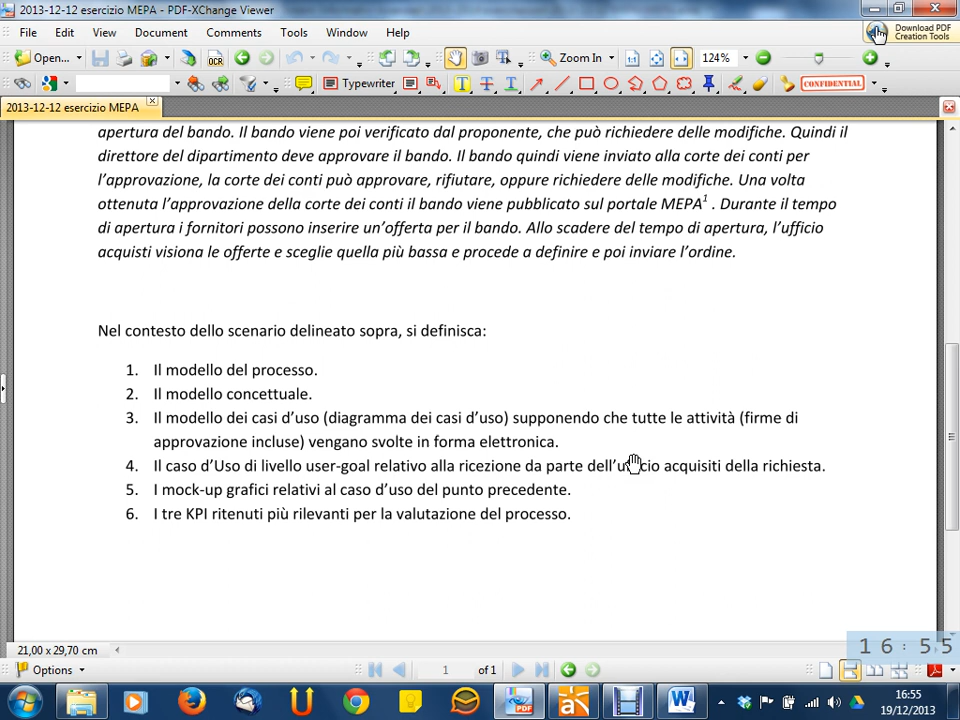 2013-12-12 esercizio MEPA - PDF-XChange Viewer
File Edit View Document Comments Tools Window Help
Download PDF
Creation Tools
Open... OCR Zoom In 124%
Typewriter CONFIDENTIAL
2013-12-12 esercizio MEPA
apertura del bando. Il bando viene poi verificato dal proponente, che può richiedere delle modifiche. Quindi il
direttore del dipartimento deve approvare il bando. Il bando quindi viene inviato alla corte dei conti per
l’approvazione, la corte dei conti può approvare, rifiutare, oppure richiedere delle modifiche. Una volta
ottenuta l’approvazione della corte dei conti il bando viene pubblicato sul portale MEPA1 . Durante il tempo
di apertura i fornitori possono inserire un’offerta per il bando. Allo scadere del tempo di apertura, l’ufficio
acquisti visiona le offerte e sceglie quella più bassa e procede a definire e poi inviare l’ordine.
Nel contesto dello scenario delineato sopra, si definisca:
1. Il modello del processo.
2. Il modello concettuale.
3. Il modello dei casi d’uso (diagramma dei casi d’uso) supponendo che tutte le attività (firme di
approvazione incluse) vengano svolte in forma elettronica.
4. Il caso d’Uso di livello user-goal relativo alla ricezione da parte dell’ufficio acquisiti della richiesta.
5. I mock-up grafici relativi al caso d’uso del punto precedente.
6. I tre KPI ritenuti più rilevanti per la valutazione del processo.
21,00 x 29,70 cm
16:55
Options 1 of 1
16:55
19/12/2013